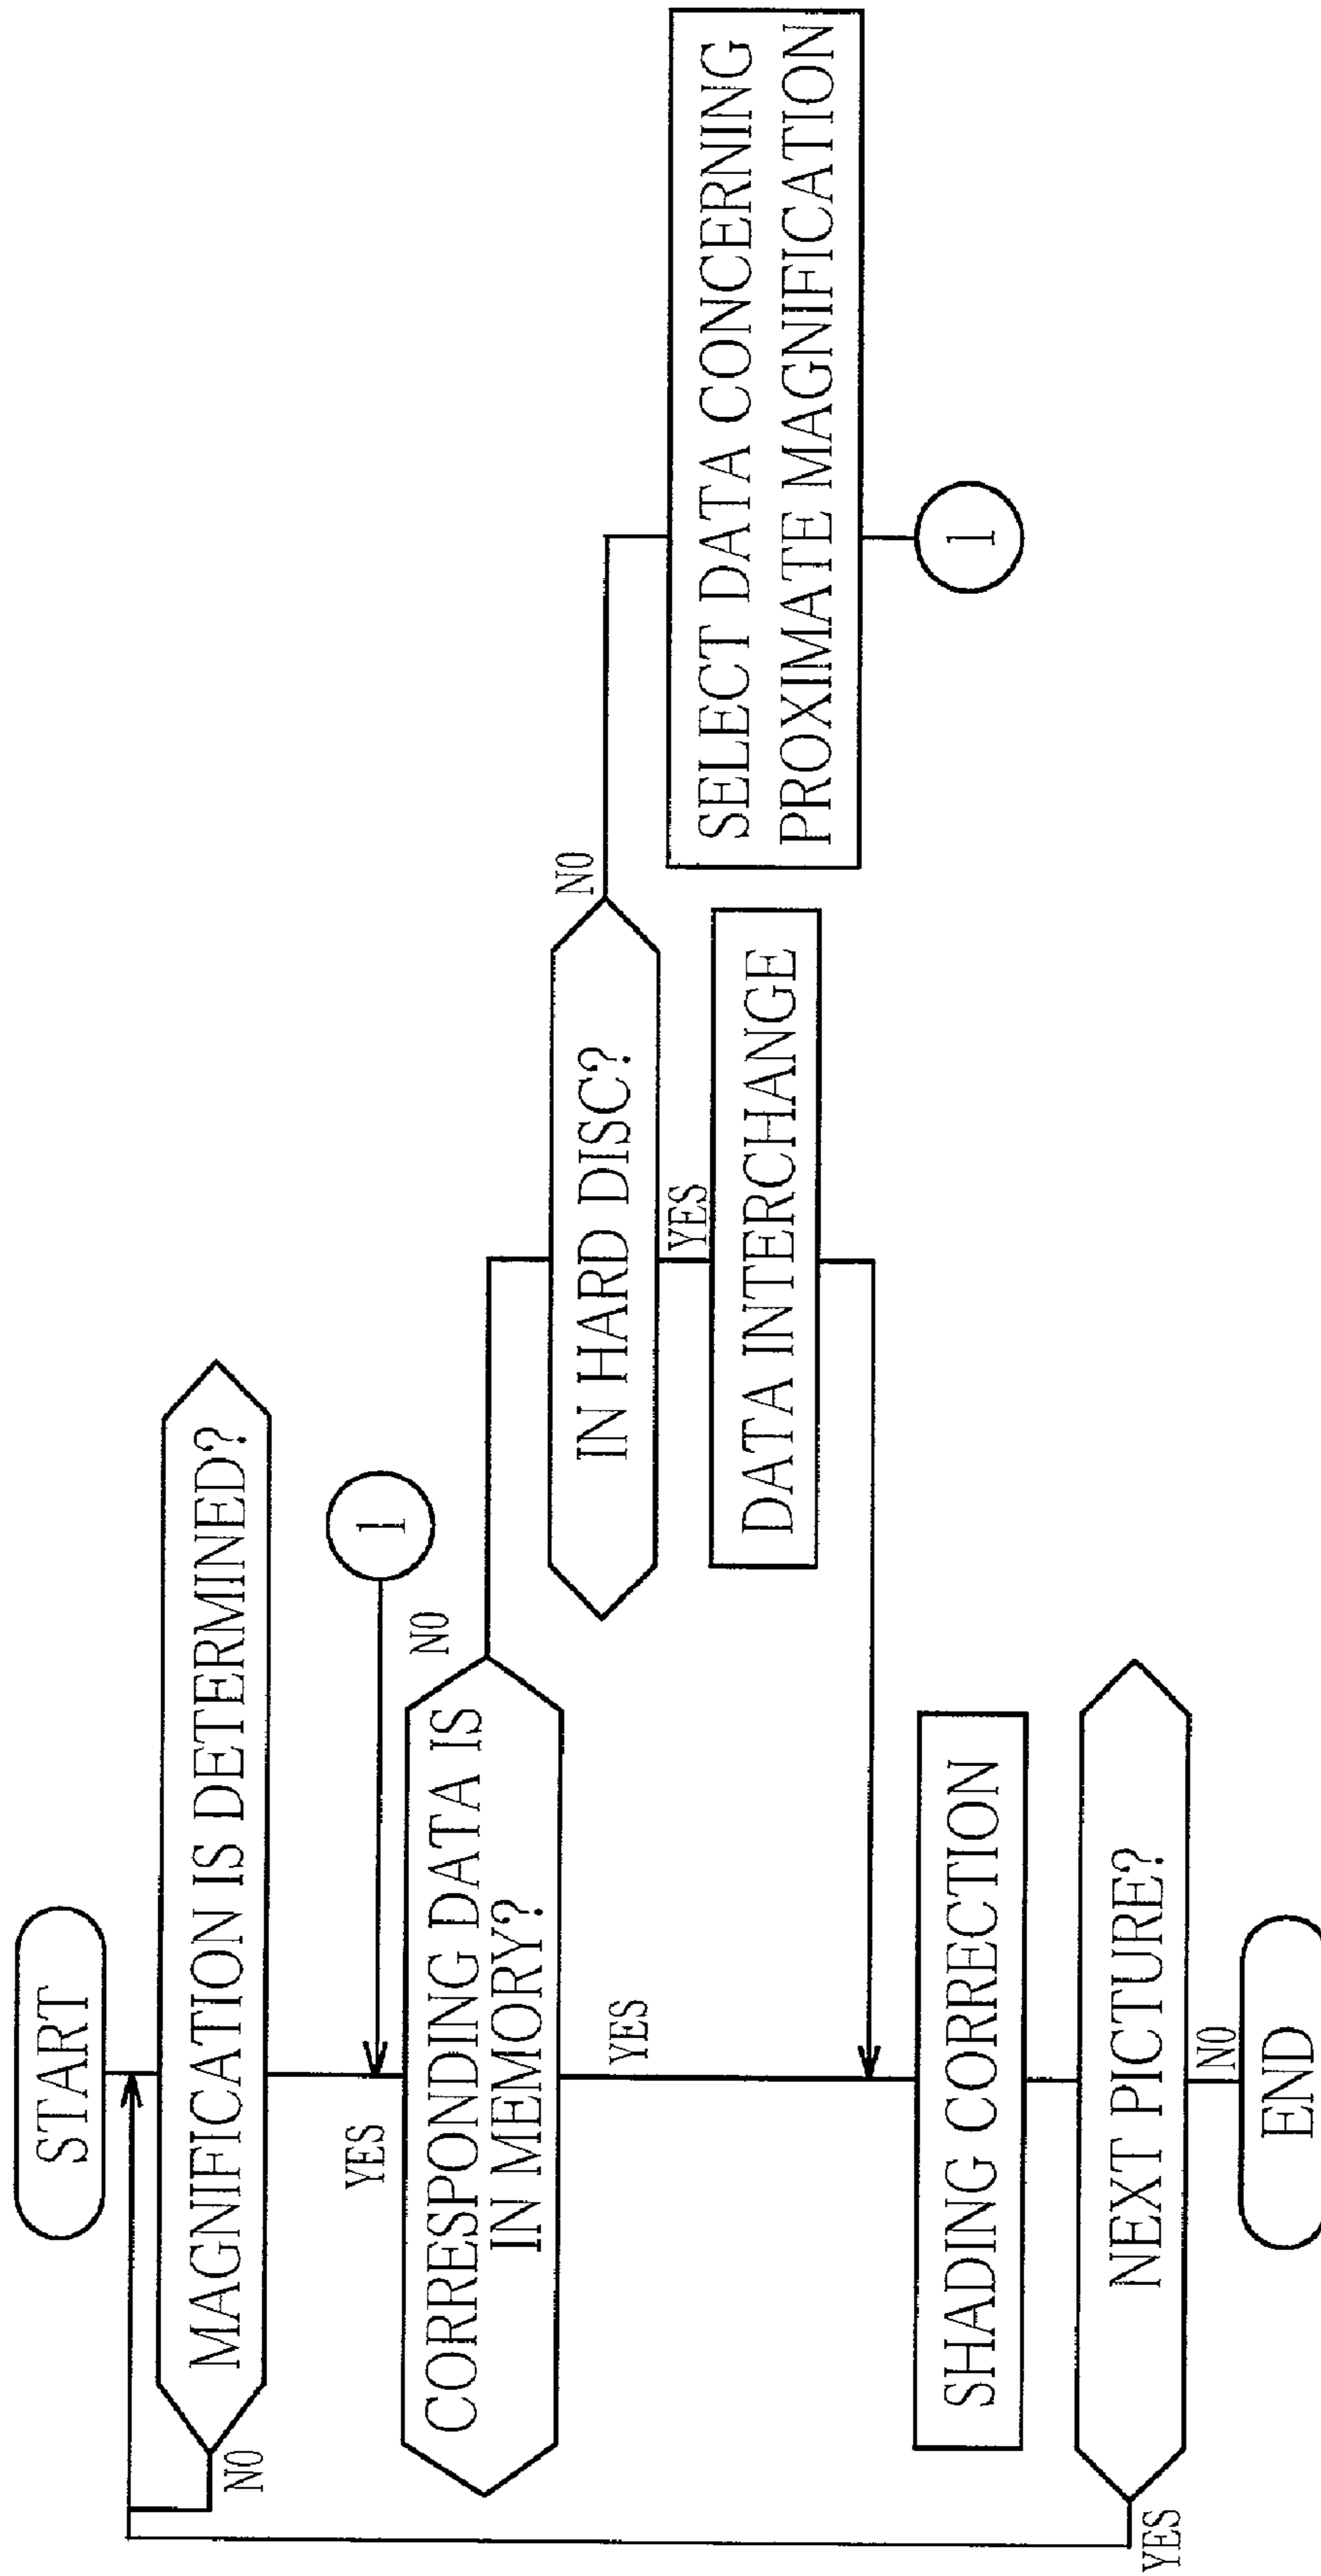 START
MAGNIFICATION IS DETERMINED?
NO
YES
1
CORRESPONDING DATA IS
IN MEMORY?
NO
YES
IN HARD DISC?
NO
YES
DATA INTERCHANGE
SELECT DATA CONCERNING
PROXIMATE MAGNIFICATION
1
SHADING CORRECTION
NEXT PICTURE?
YES
NO
END